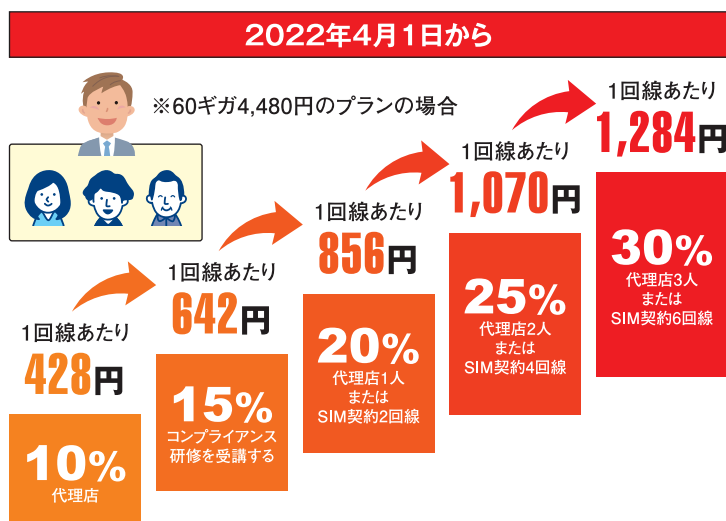 2022年4月1日から
※60ギガ4,480円のプランの場合
1回線あたり
428円
10%
代理店
1回線あたり
642円
15%
コンプライアンス
研修を受講する
1回線あたり
856円
20%
代理店1人
または
SIM契約2回線
1回線あたり
1,070円
25%
代理店2人
または
SIM契約4回線
1回線あたり
1,284円
30%
代理店3人
または
SIM契約6回線